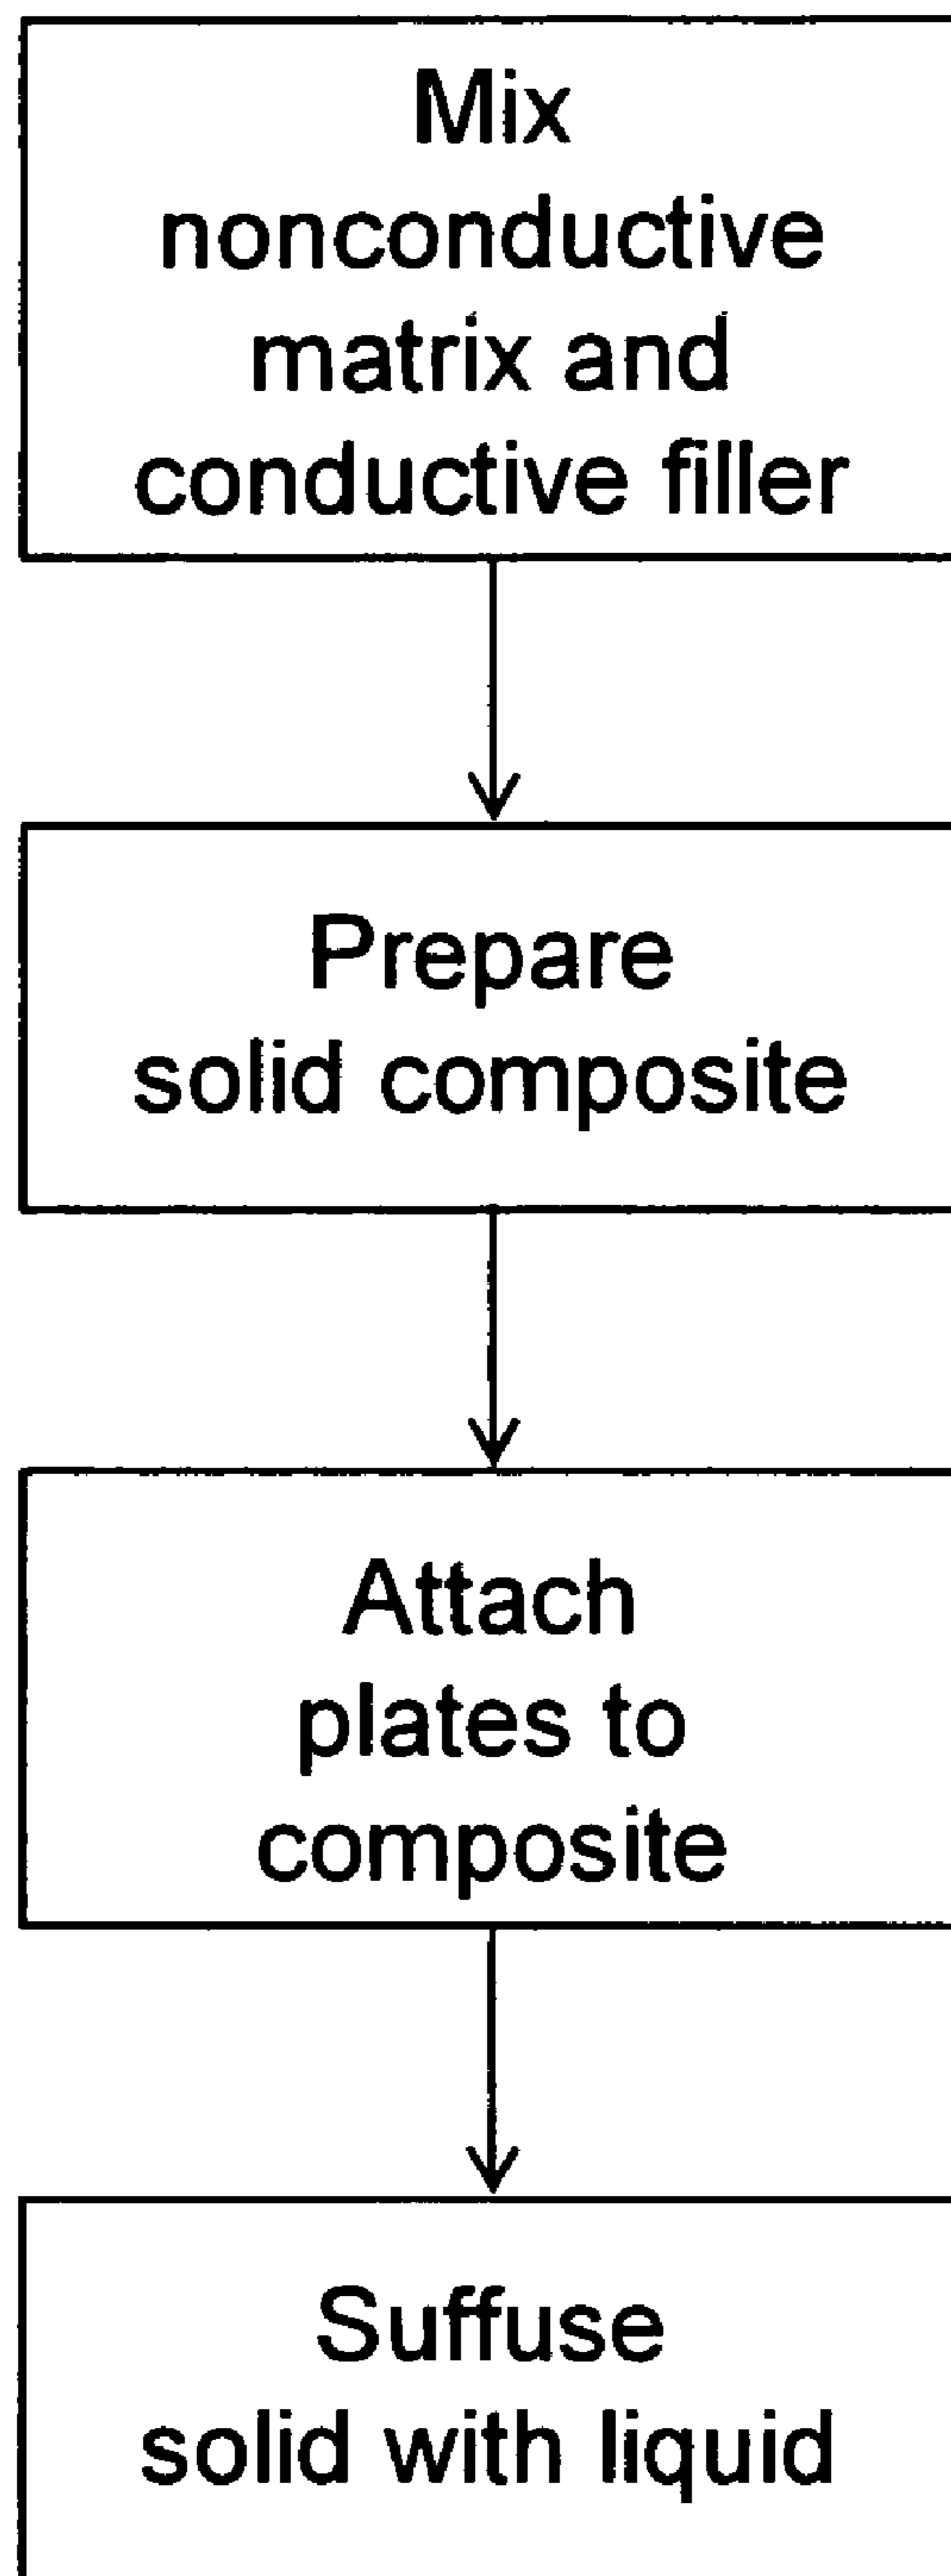 Mix
nonconductive
matrix and
conductive filler
Prepare
solid composite
Attach
plates to
composite
Suffuse
solid with liquid